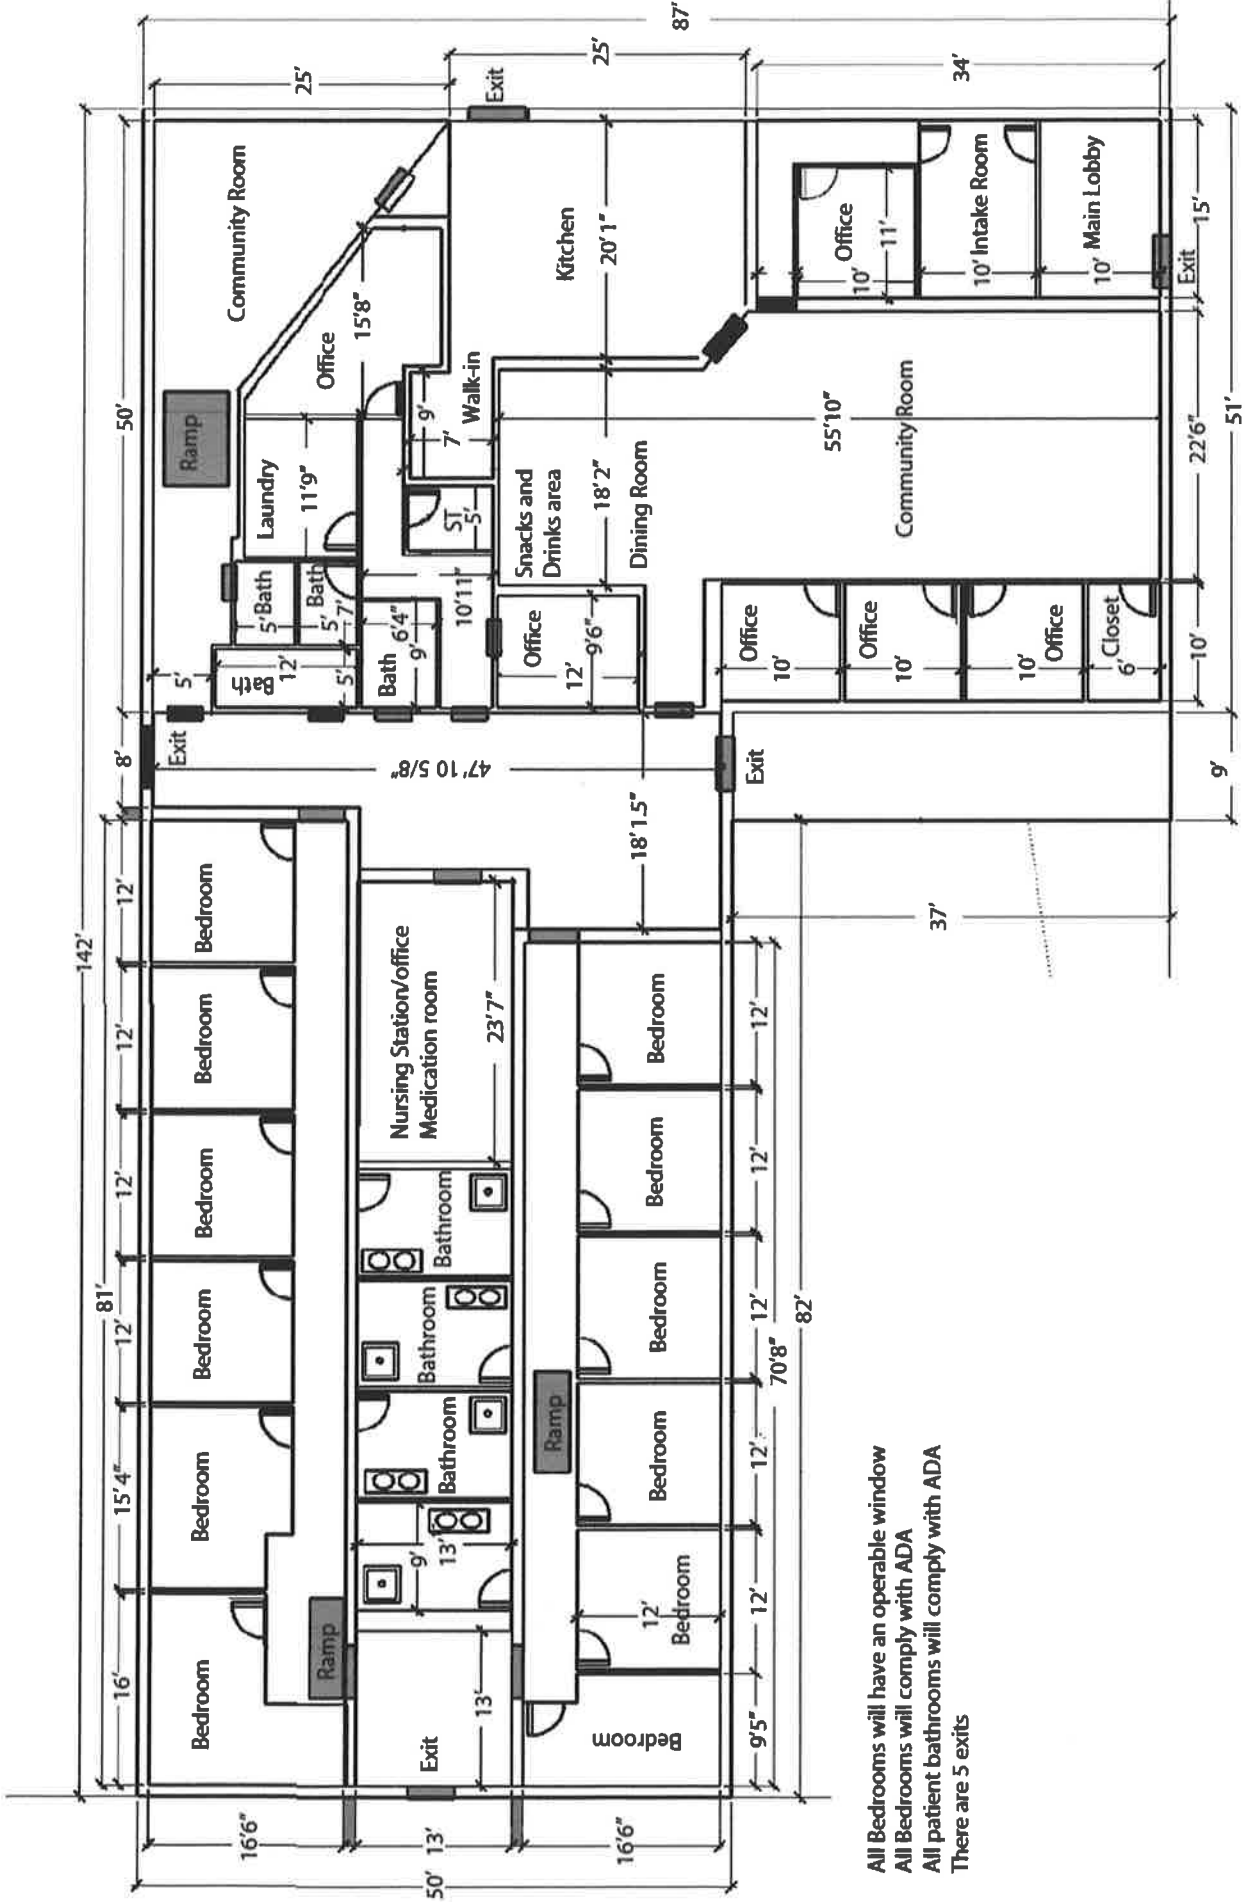 142'
81'
50'
16'
15' 4"
12'
12'
12'
12'
8'
50'
16'6"
13'
16'6"
Bedroom
Bedroom
Bedroom
Bedroom
Bedroom
Bedroom
Exit
5'
Ramp
Community Room
25'
Bath
12'
5'
5' Bath
5'
Bath
7'
Laundry
11'9"
Office
15'8"
Ramp
Bath
6'4"
9'
10'11"
ST
5'
7'
9'
Walk-in
Exit
47' 10 5/8"
Exit
13'
9'
13'
Bathroom
Bathroom
Bathroom
Nursing Station/office
Medication room
23'7"
Office
12'
9'6"
Snacks and
Drinks area
18'2"
Dining Room
Kitchen
20'1"
25'
87'
Ramp
18'1.5"
Bedroom
12'
Bedroom
Bedroom
Bedroom
Bedroom
Bedroom
9'5"
12'
12'
12'
12'
12'
70'8"
82'
Exit
Office
10'
Office
10'
10'
Office
6'
Closet
55'10"
Community Room
Office
10'
11'
10' Intake Room
10' Main Lobby
34'
Exit
37'
10'
22'6"
15'
9'
51'
All Bedrooms will have an operable window
All Bedrooms will comply with ADA
All patient bathrooms will comply with ADA
There are 5 exits